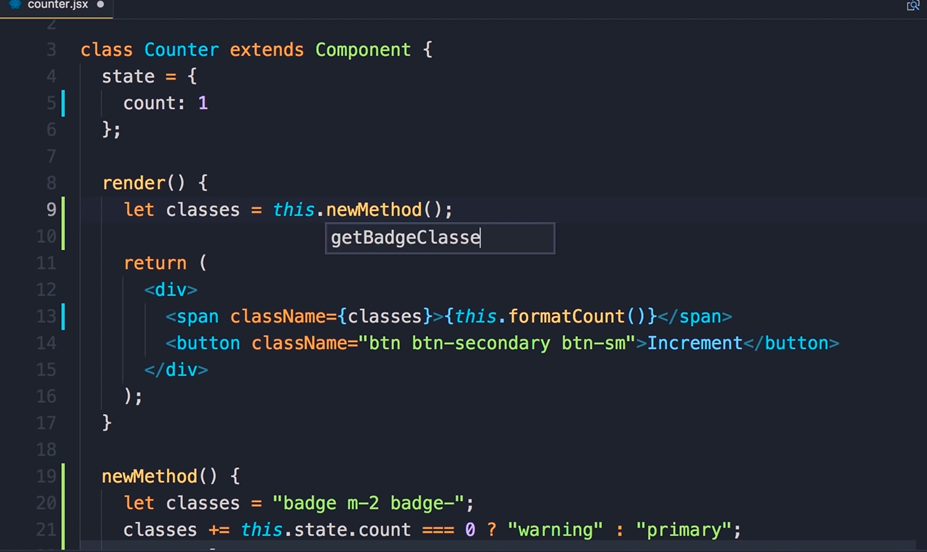 counter.jsx
2
3 class Counter extends Component {
4 state = {
5 count: 1
6 };
7
8 render() {
9 let classes = this.newMethod();
getBadgeClasse
10
11 return (
12 <div>
13 <span className={classes}>{this.formatCount()}</span>
14 <button className="btn btn-secondary btn-sm">Increment</button>
15 </div>
16 );
17 }
18
19 newMethod() {
20 let classes = "badge m-2 badge-";
21 classes += this.state.count === 0 ? "warning" : "primary";